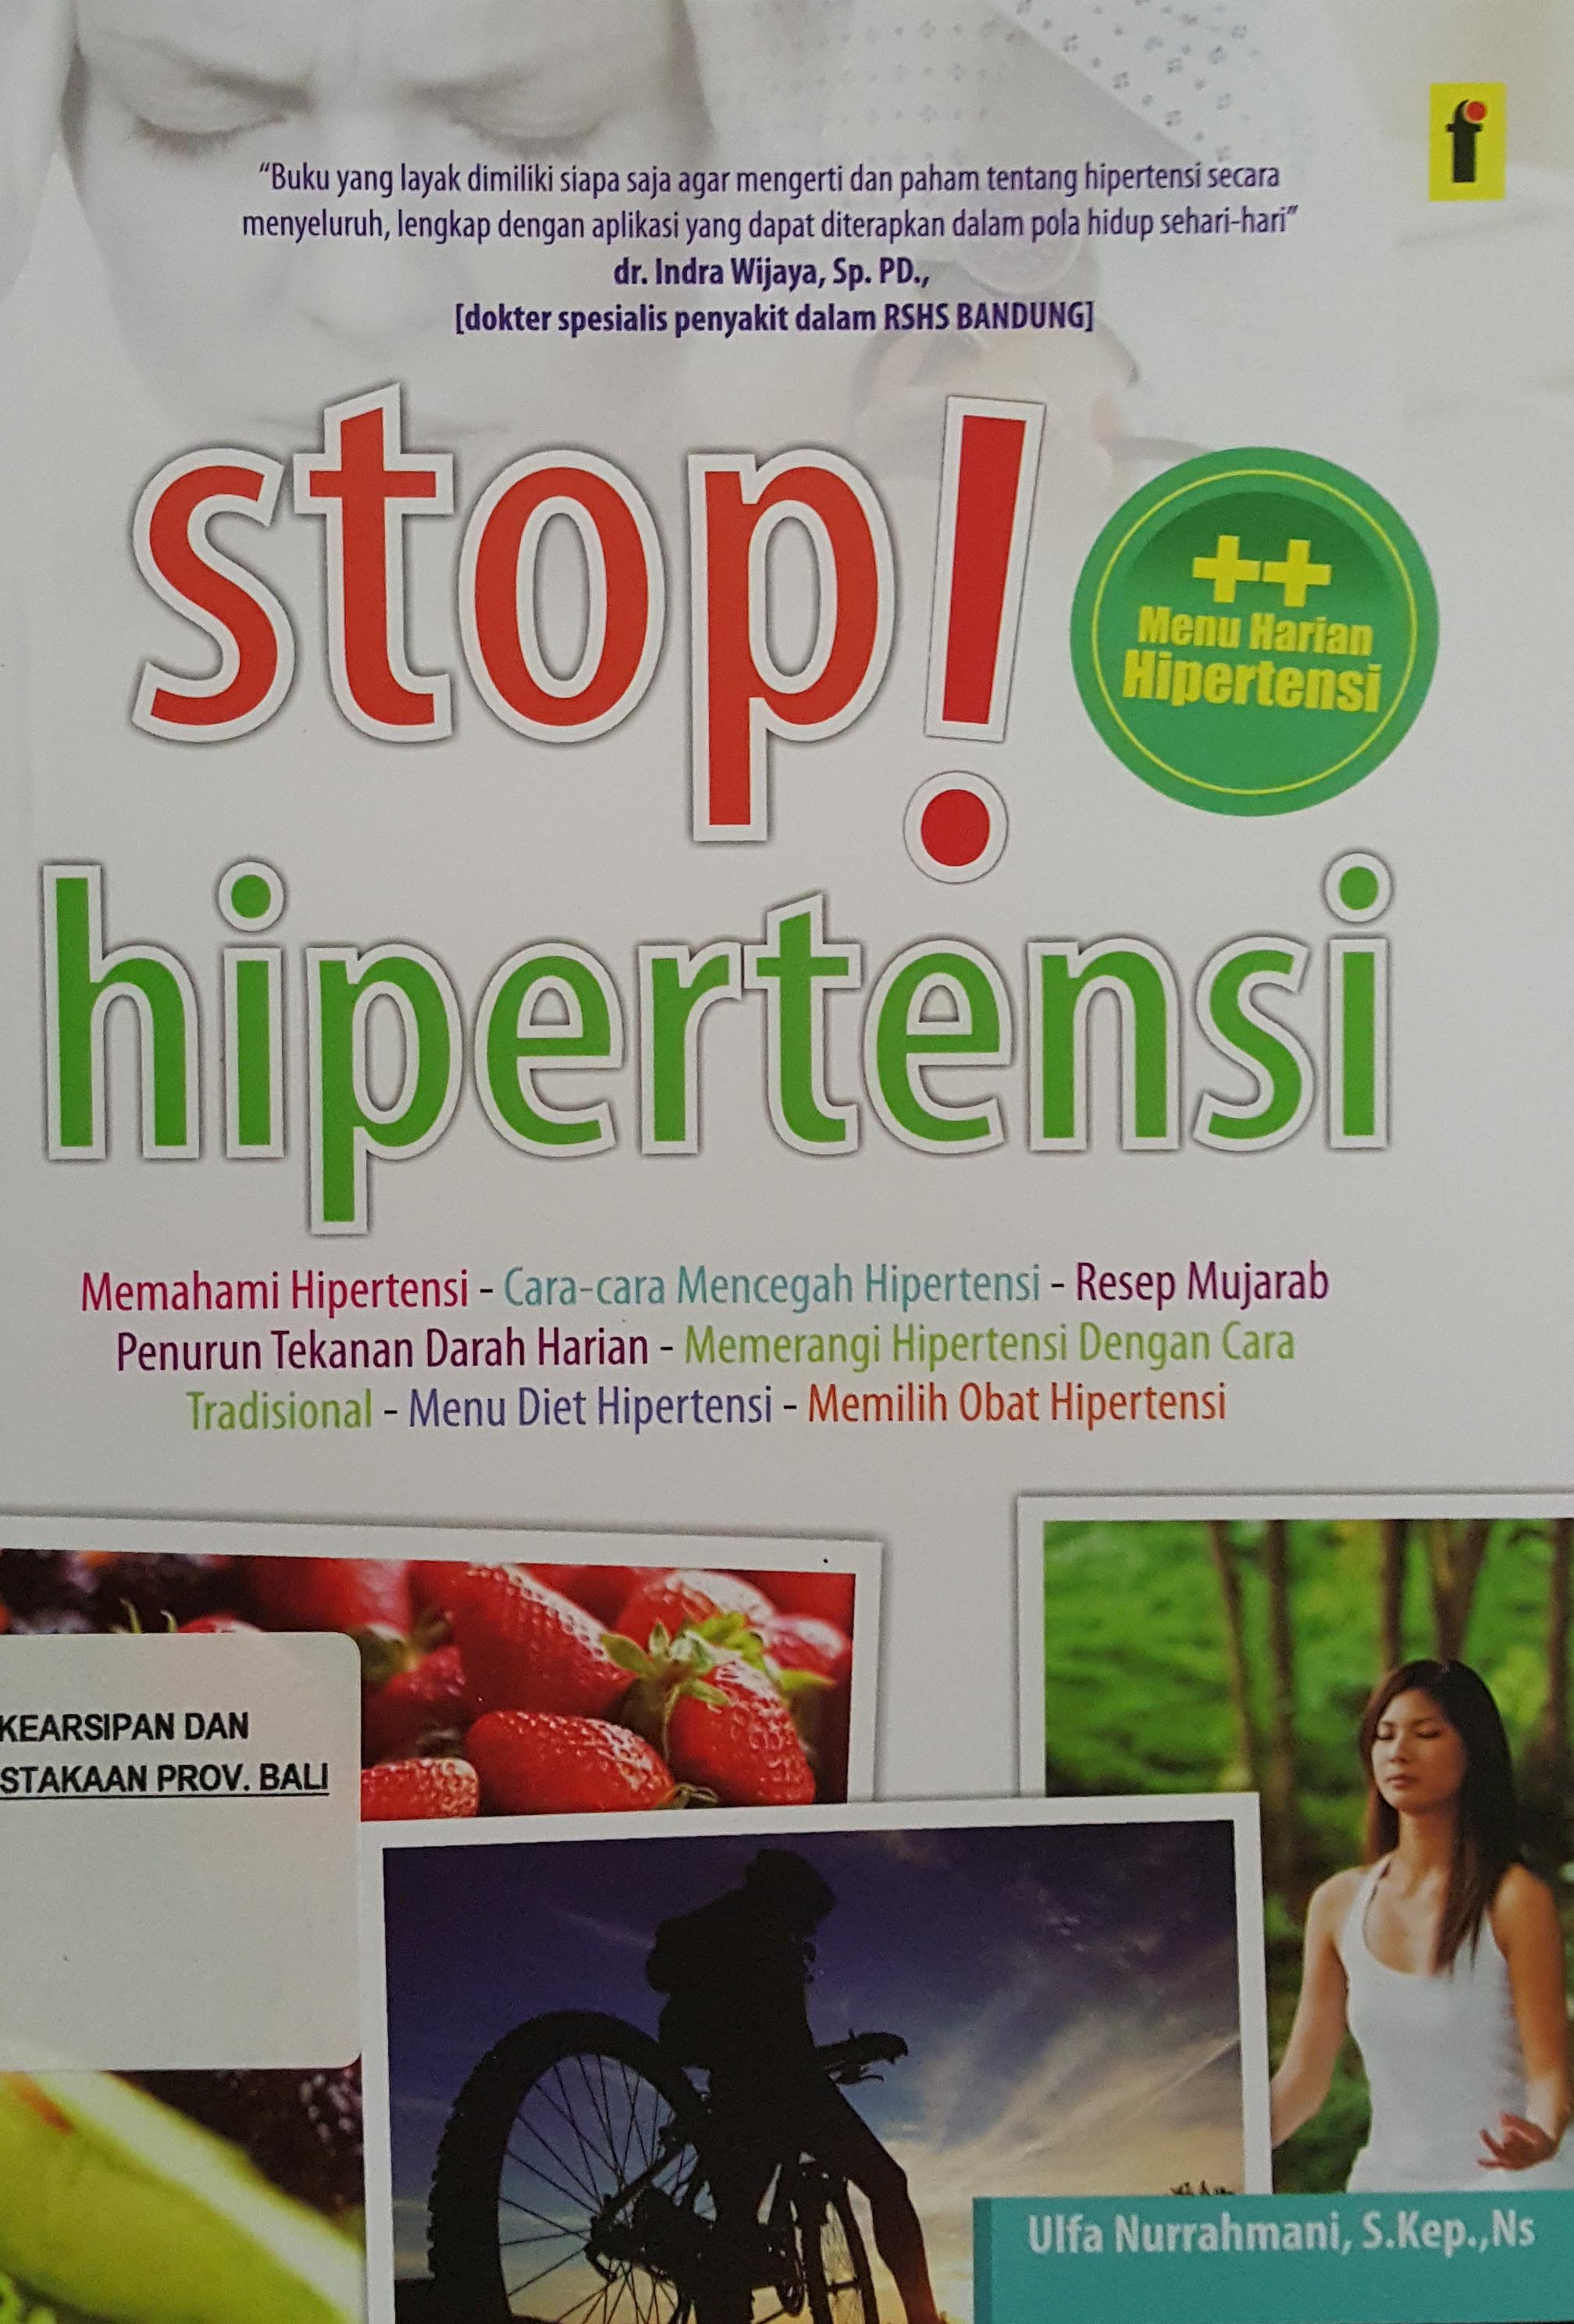 f
“Buku yang layak dimiliki siapa saja agar mengerti dan paham tentang hipertensi secara
menyeluruh, lengkap dengan aplikasi yang dapat diterapkan dalam pola hidup sehari-hari”
dr. Indra Wijaya, Sp. PD.,
[dokter spesialis penyakit dalam RSHS BANDUNG]
stop!
++
Menu Harian
Hipertensi
hipertensi
Memahami Hipertensi - Cara-cara Mencegah Hipertensi - Resep Mujarab
Penurun Tekanan Darah Harian - Memerangi Hipertensi Dengan Cara
Tradisional - Menu Diet Hipertensi - Memilih Obat Hipertensi
KEARSIPAN DAN
STAKAAN PROV. BALI
Ulfa Nurrahmani, S.Kep.,Ns